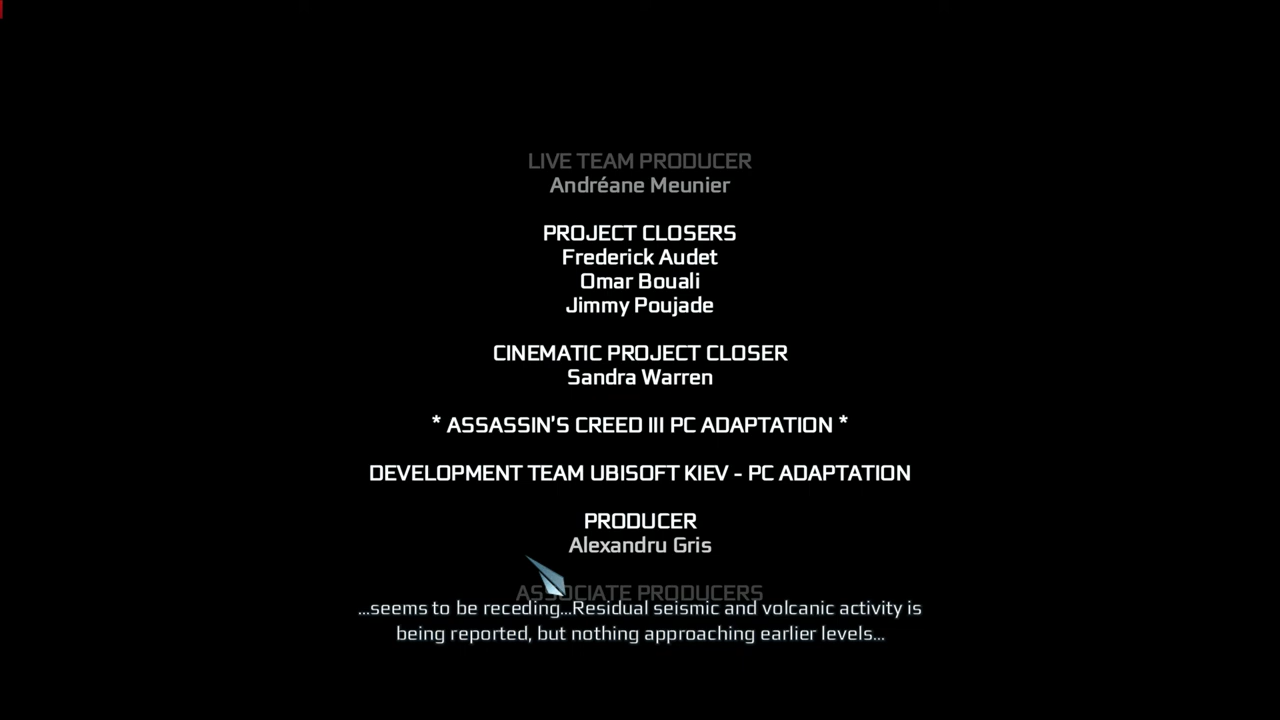 LIVE TEAM PRODUCER
Andréane Meunier
PROJECT CLOSERS
Frederick Audet
Omar Bouali
Jimmy Poujade
CINEMATIC PROJECT CLOSER
Sandra Warren
* ASSASSIN'S CREED III PC ADAPTATION *
DEVELOPMENT TEAM UBISOFT KIEV - PC ADAPTATION
PRODUCER
Alexandru Gris
ASSOCIATE PRODUCERS
...seems to be receding...Residual seismic and volcanic activity is
being reported, but nothing approaching earlier levels...